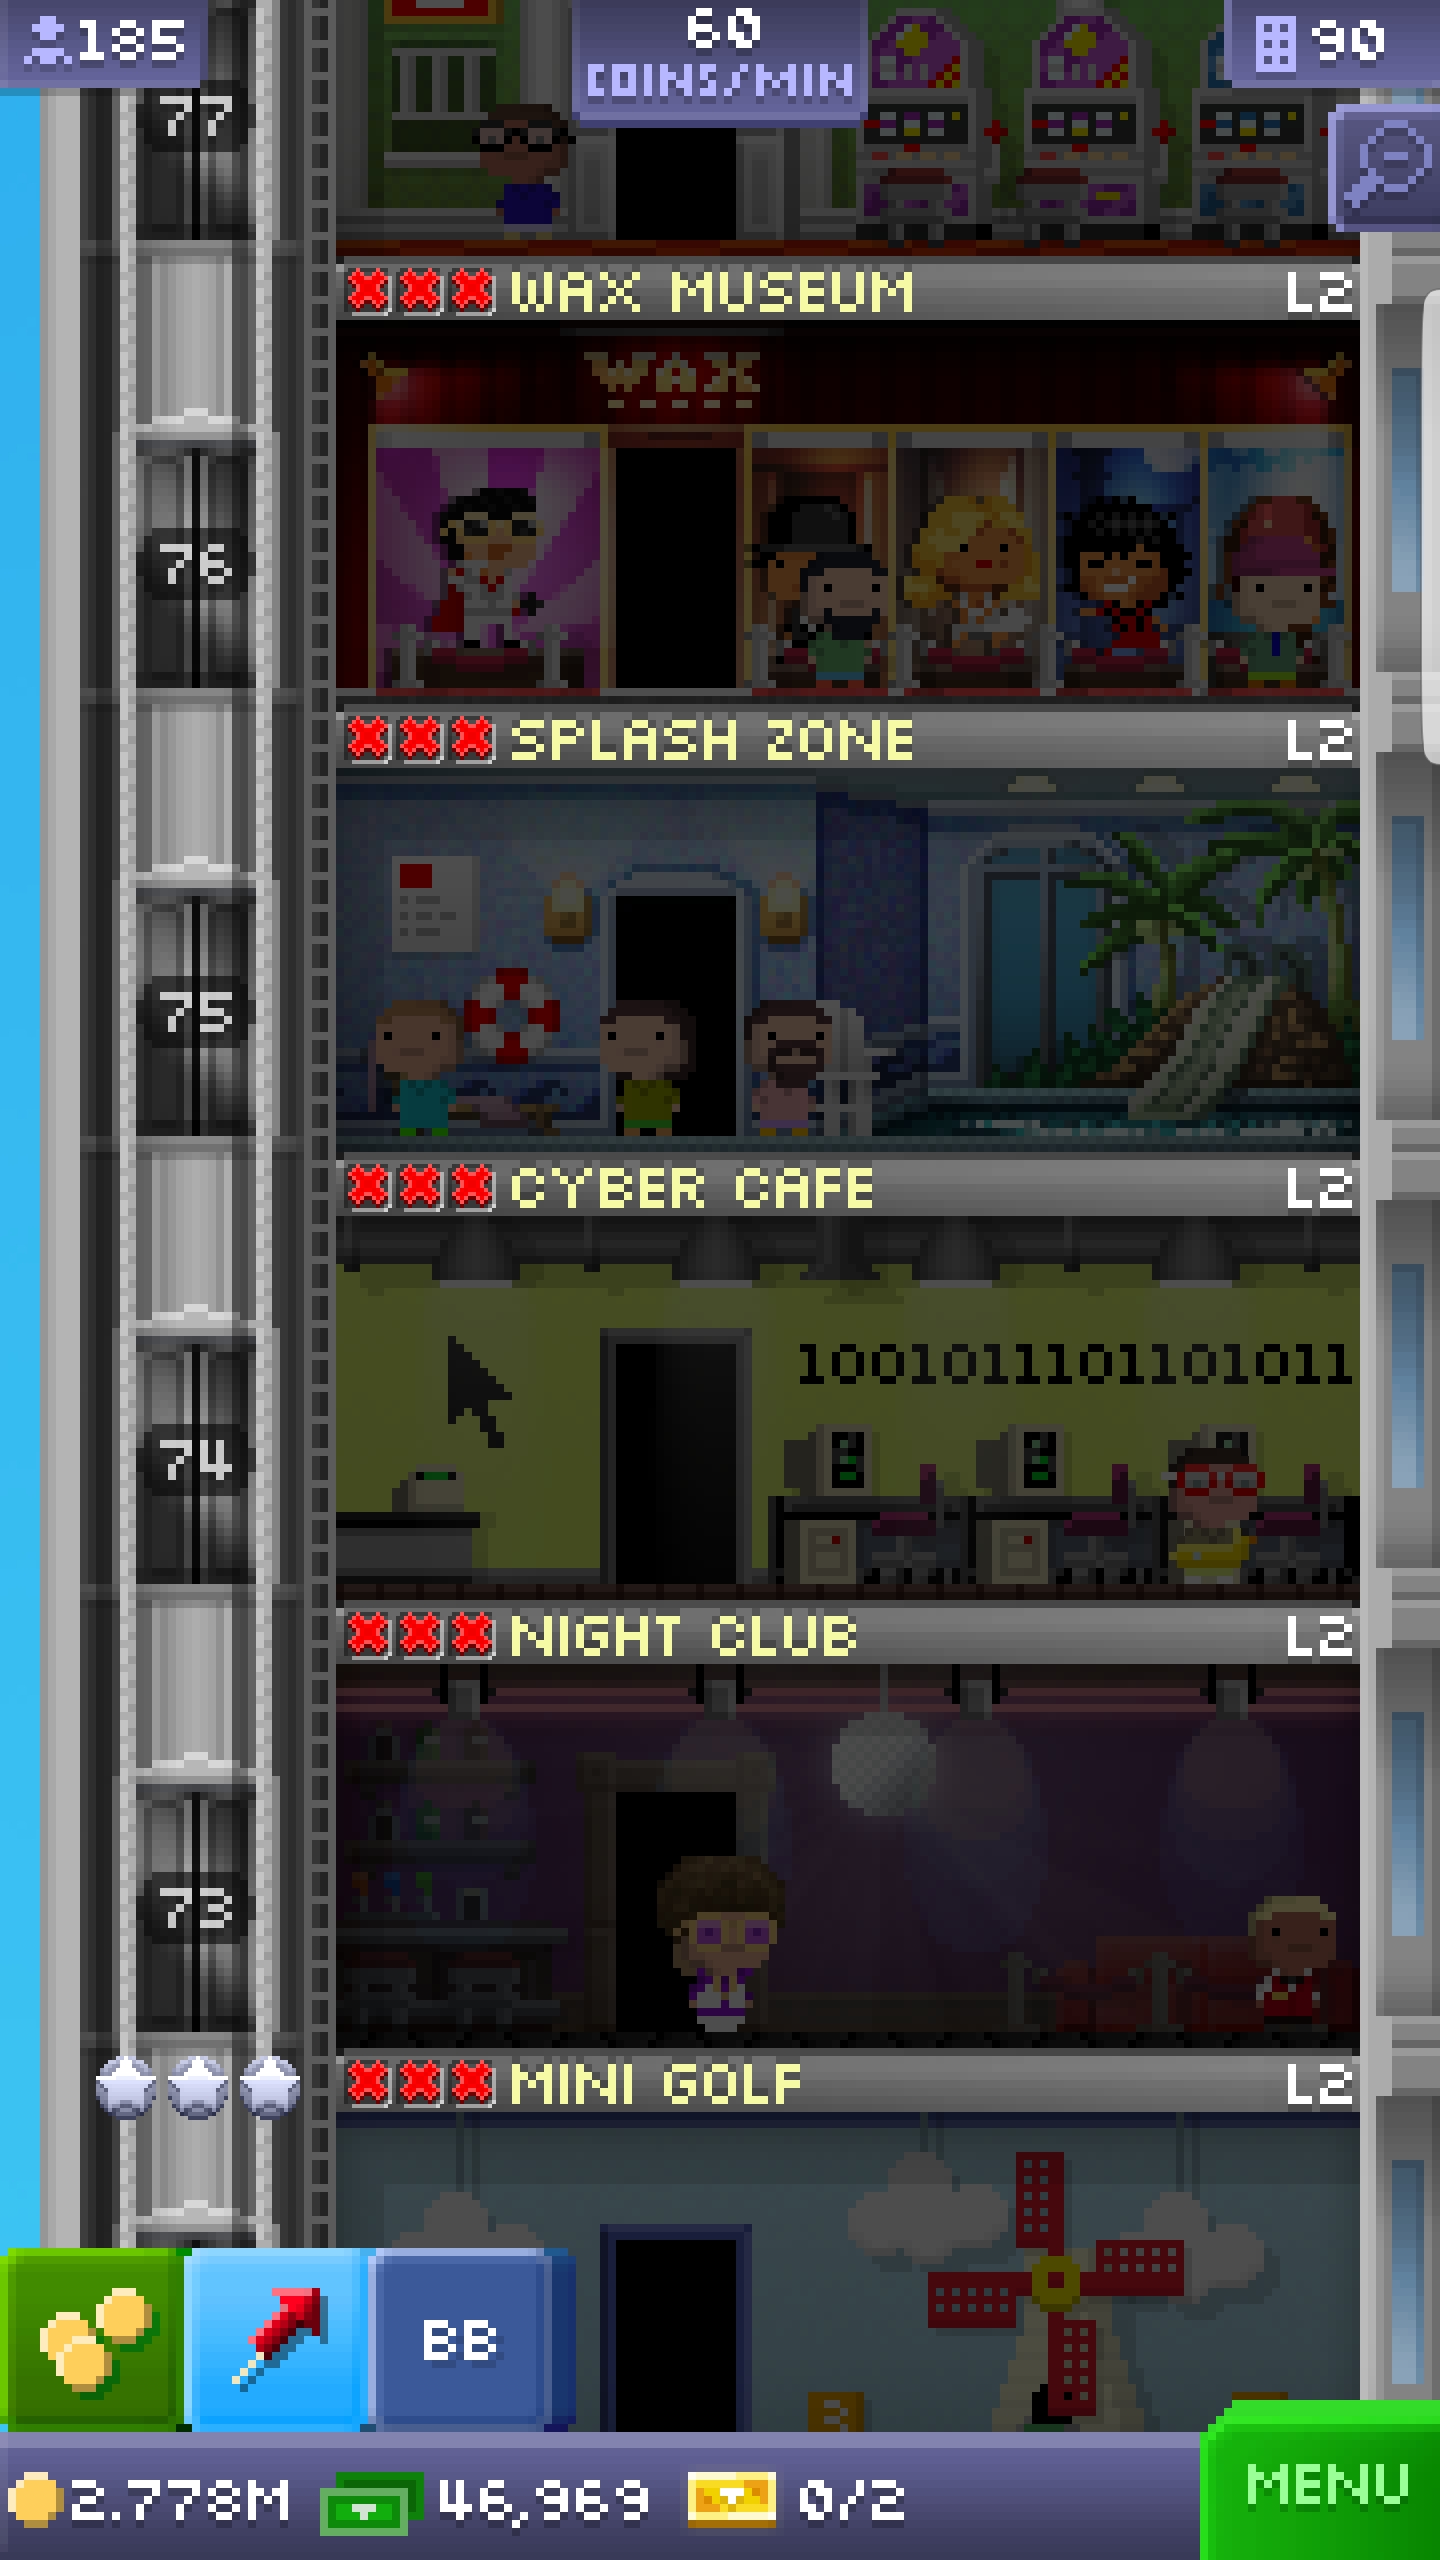 185
60
COINS/MIN
90
77
WAX MUSEUM L2
WAX
76
SPLASH ZONE L2
75
CYBER CAFE L2
1001011101101011
74
NIGHT CLUB L2
73
MINI GOLF L2
3
BB
2.778M 46,969 0/2
MENU